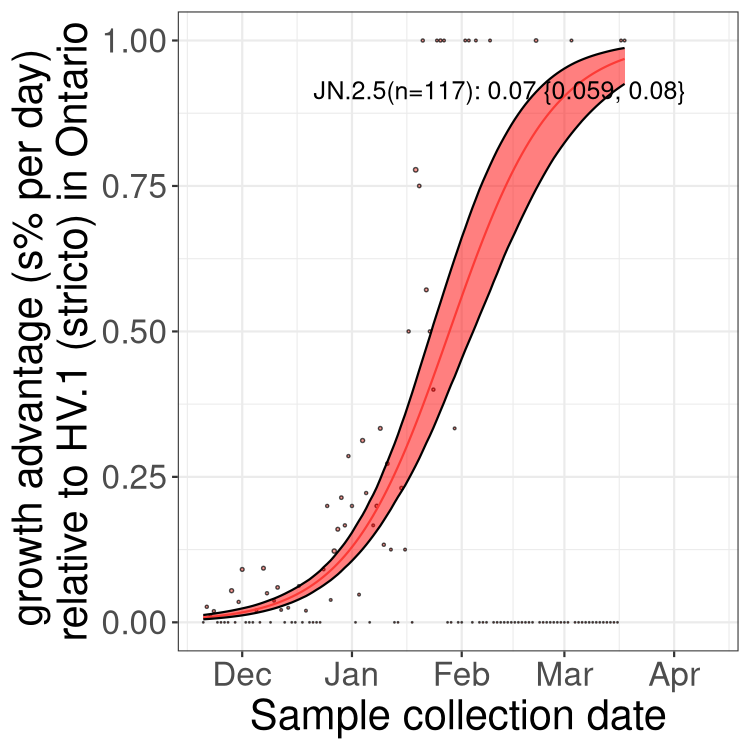 growth advantage (s% per day)
relative to HV.1 (stricto) in Ontario
1.00
0.75
0.50
0.25
0.00
JN.2.5(n=117): 0.07 {0.059, 0.08}
Dec Jan Feb Mar Apr
Sample collection date